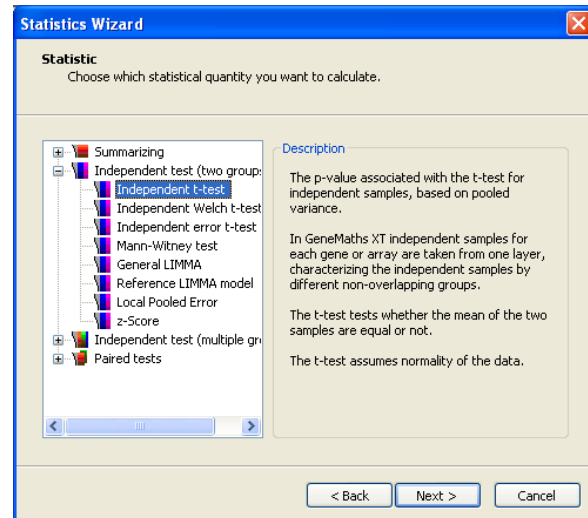 Statistics Wizard
Statistic
Choose which statistical quantity you want to calculate.
Summarizing
Independent test (two group:
Independent t-test
Independent Welch t-test
Independent error t-test
Mann-Witney test
General LIMMA
Reference LIMMA model
Local Pooled Error
z-Score
Independent test (multiple gr
Paired tests
Description
The p-value associated with the t-test for
independent samples, based on pooled
variance.
In GeneMaths XT independent samples for
each gene or array are taken from one layer,
characterizing the independent samples by
different non-overlapping groups.
The t-test tests whether the mean of the two
samples are equal or not.
The t-test assumes normality of the data.
< Back
Next >
Cancel